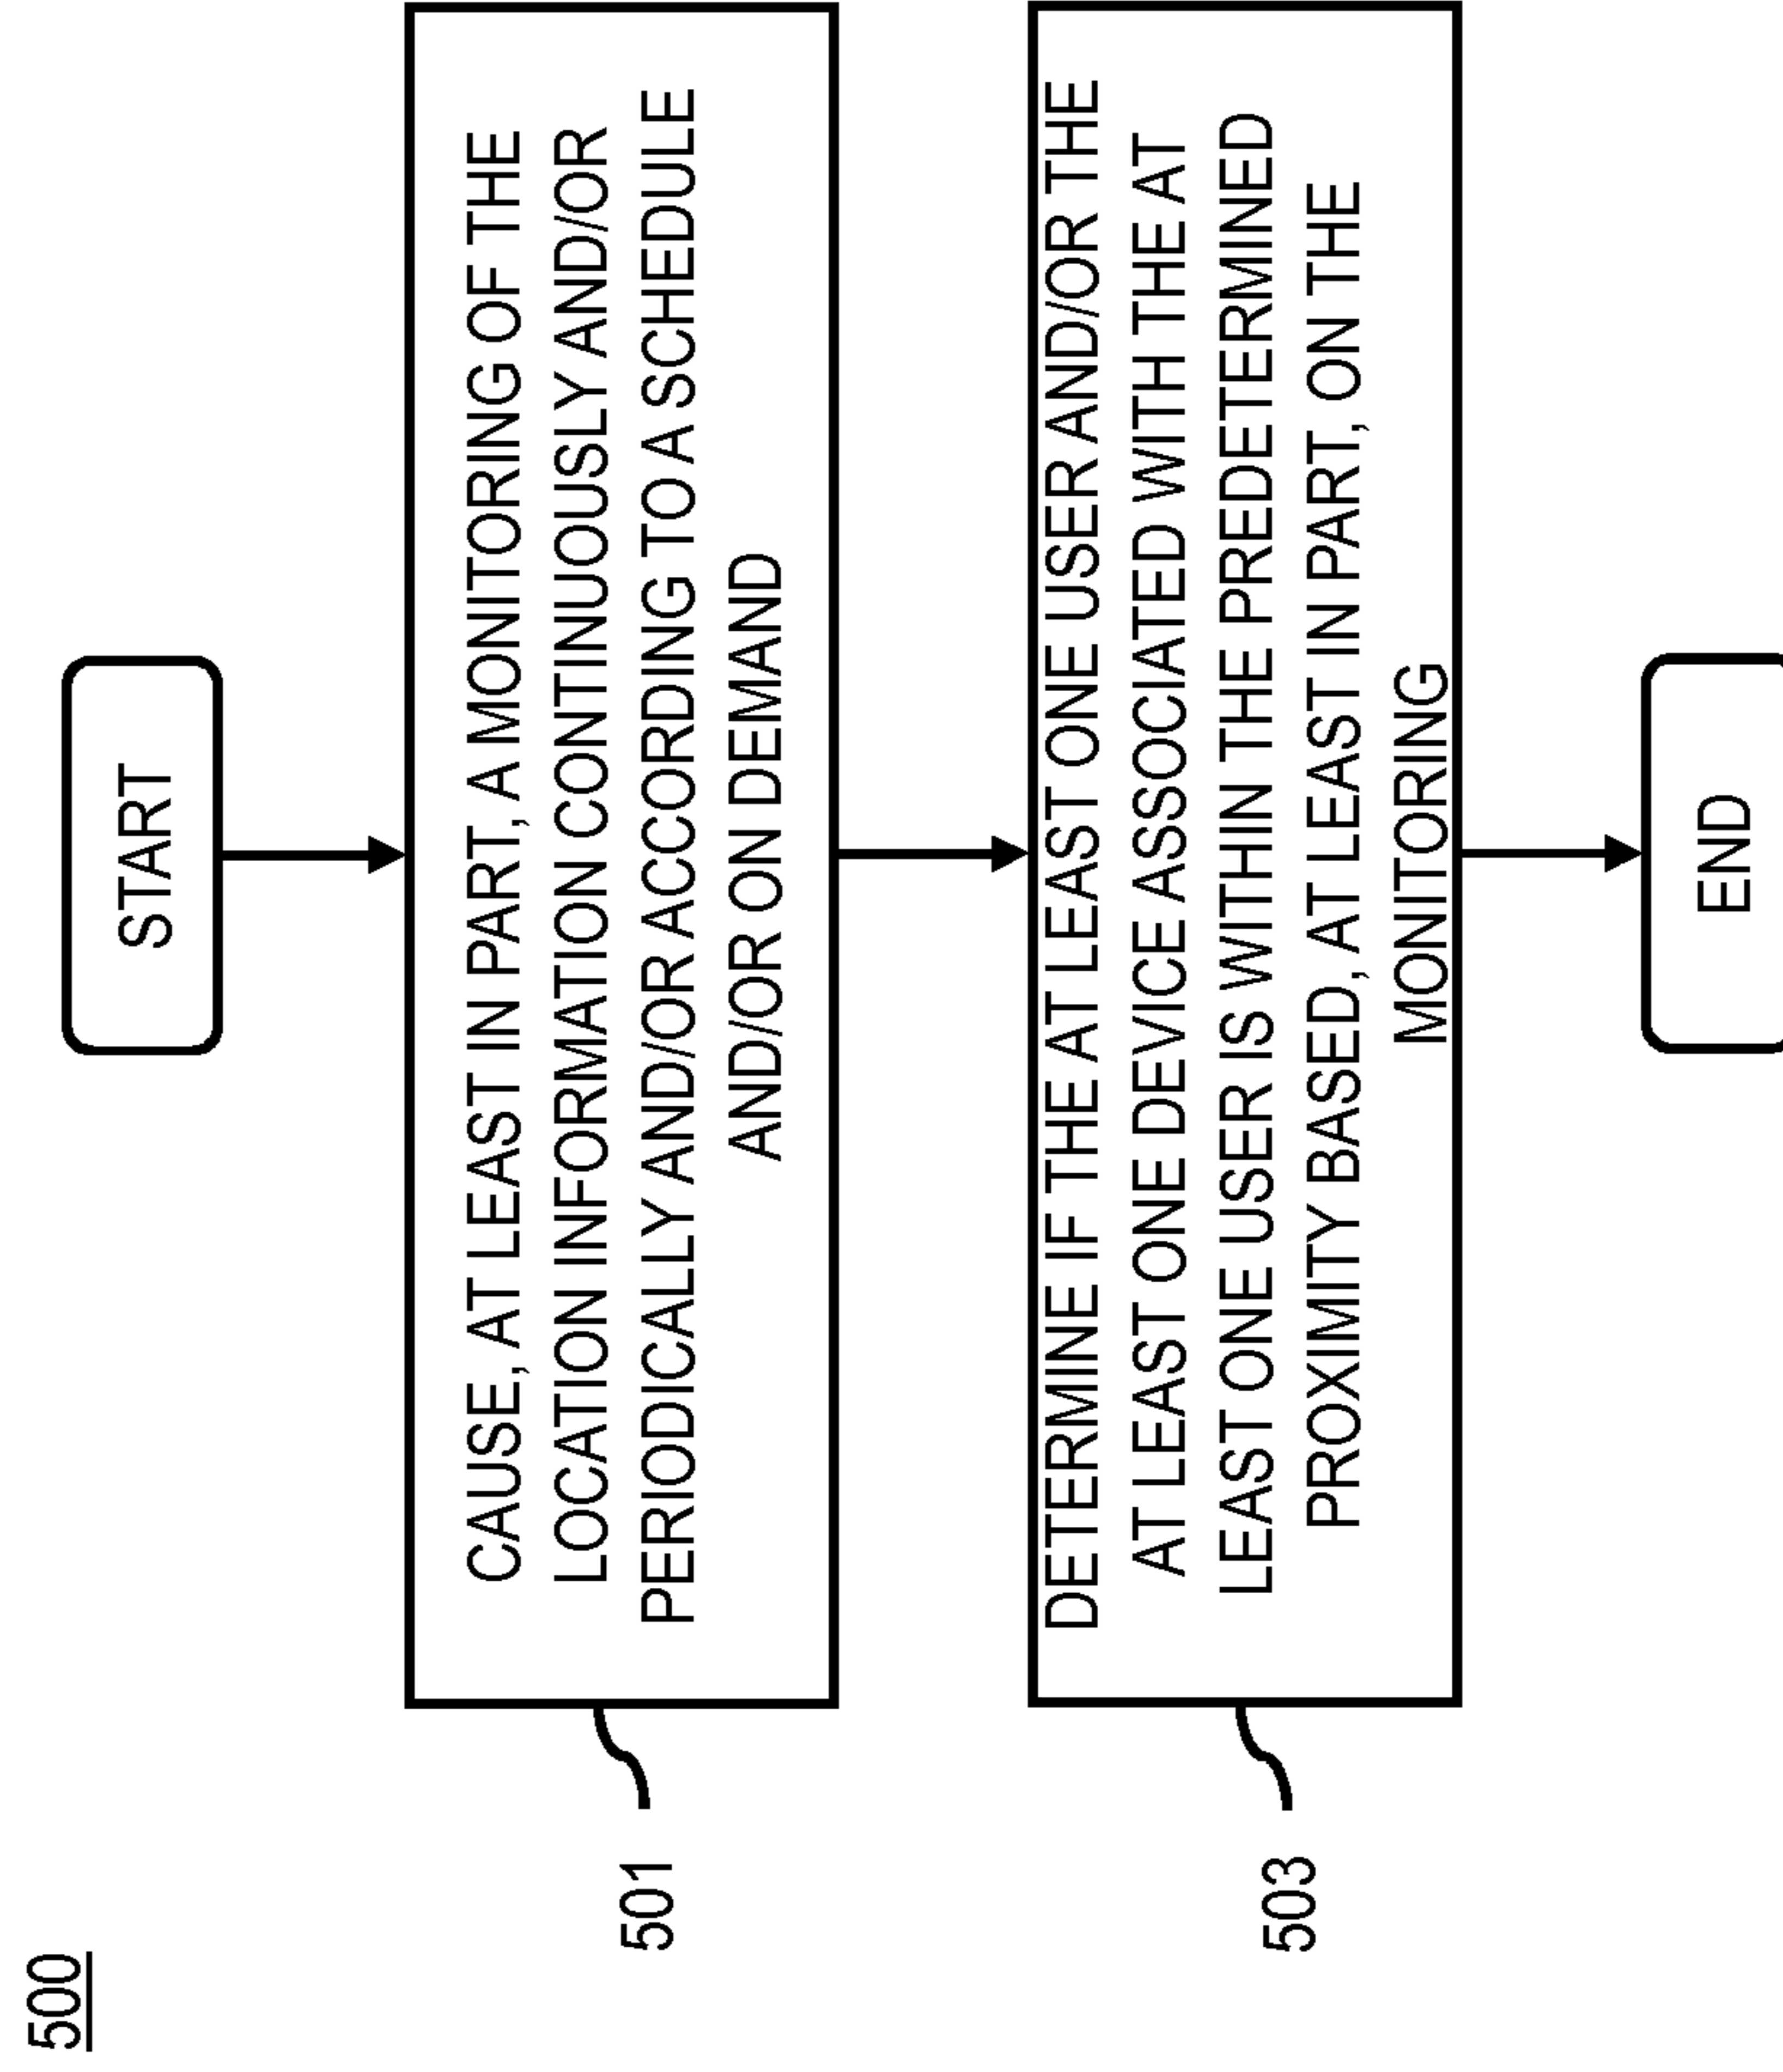 500
START
CAUSE, AT LEAST IN PART, A MONITORING OF THE
LOCATION INFORMATION CONTINUOUSLY AND/OR
PERIODICALLY AND/OR ACCORDING TO A SCHEDULE
AND/OR ON DEMAND
501
DETERMINE IF THE AT LEAST ONE USER AND/OR THE
AT LEAST ONE DEVICE ASSOCIATED WITH THE AT
LEAST ONE USER IS WITHIN THE PREDETERMINED
PROXIMITY BASED, AT LEAST IN PART, ON THE
MONITORING
503
END